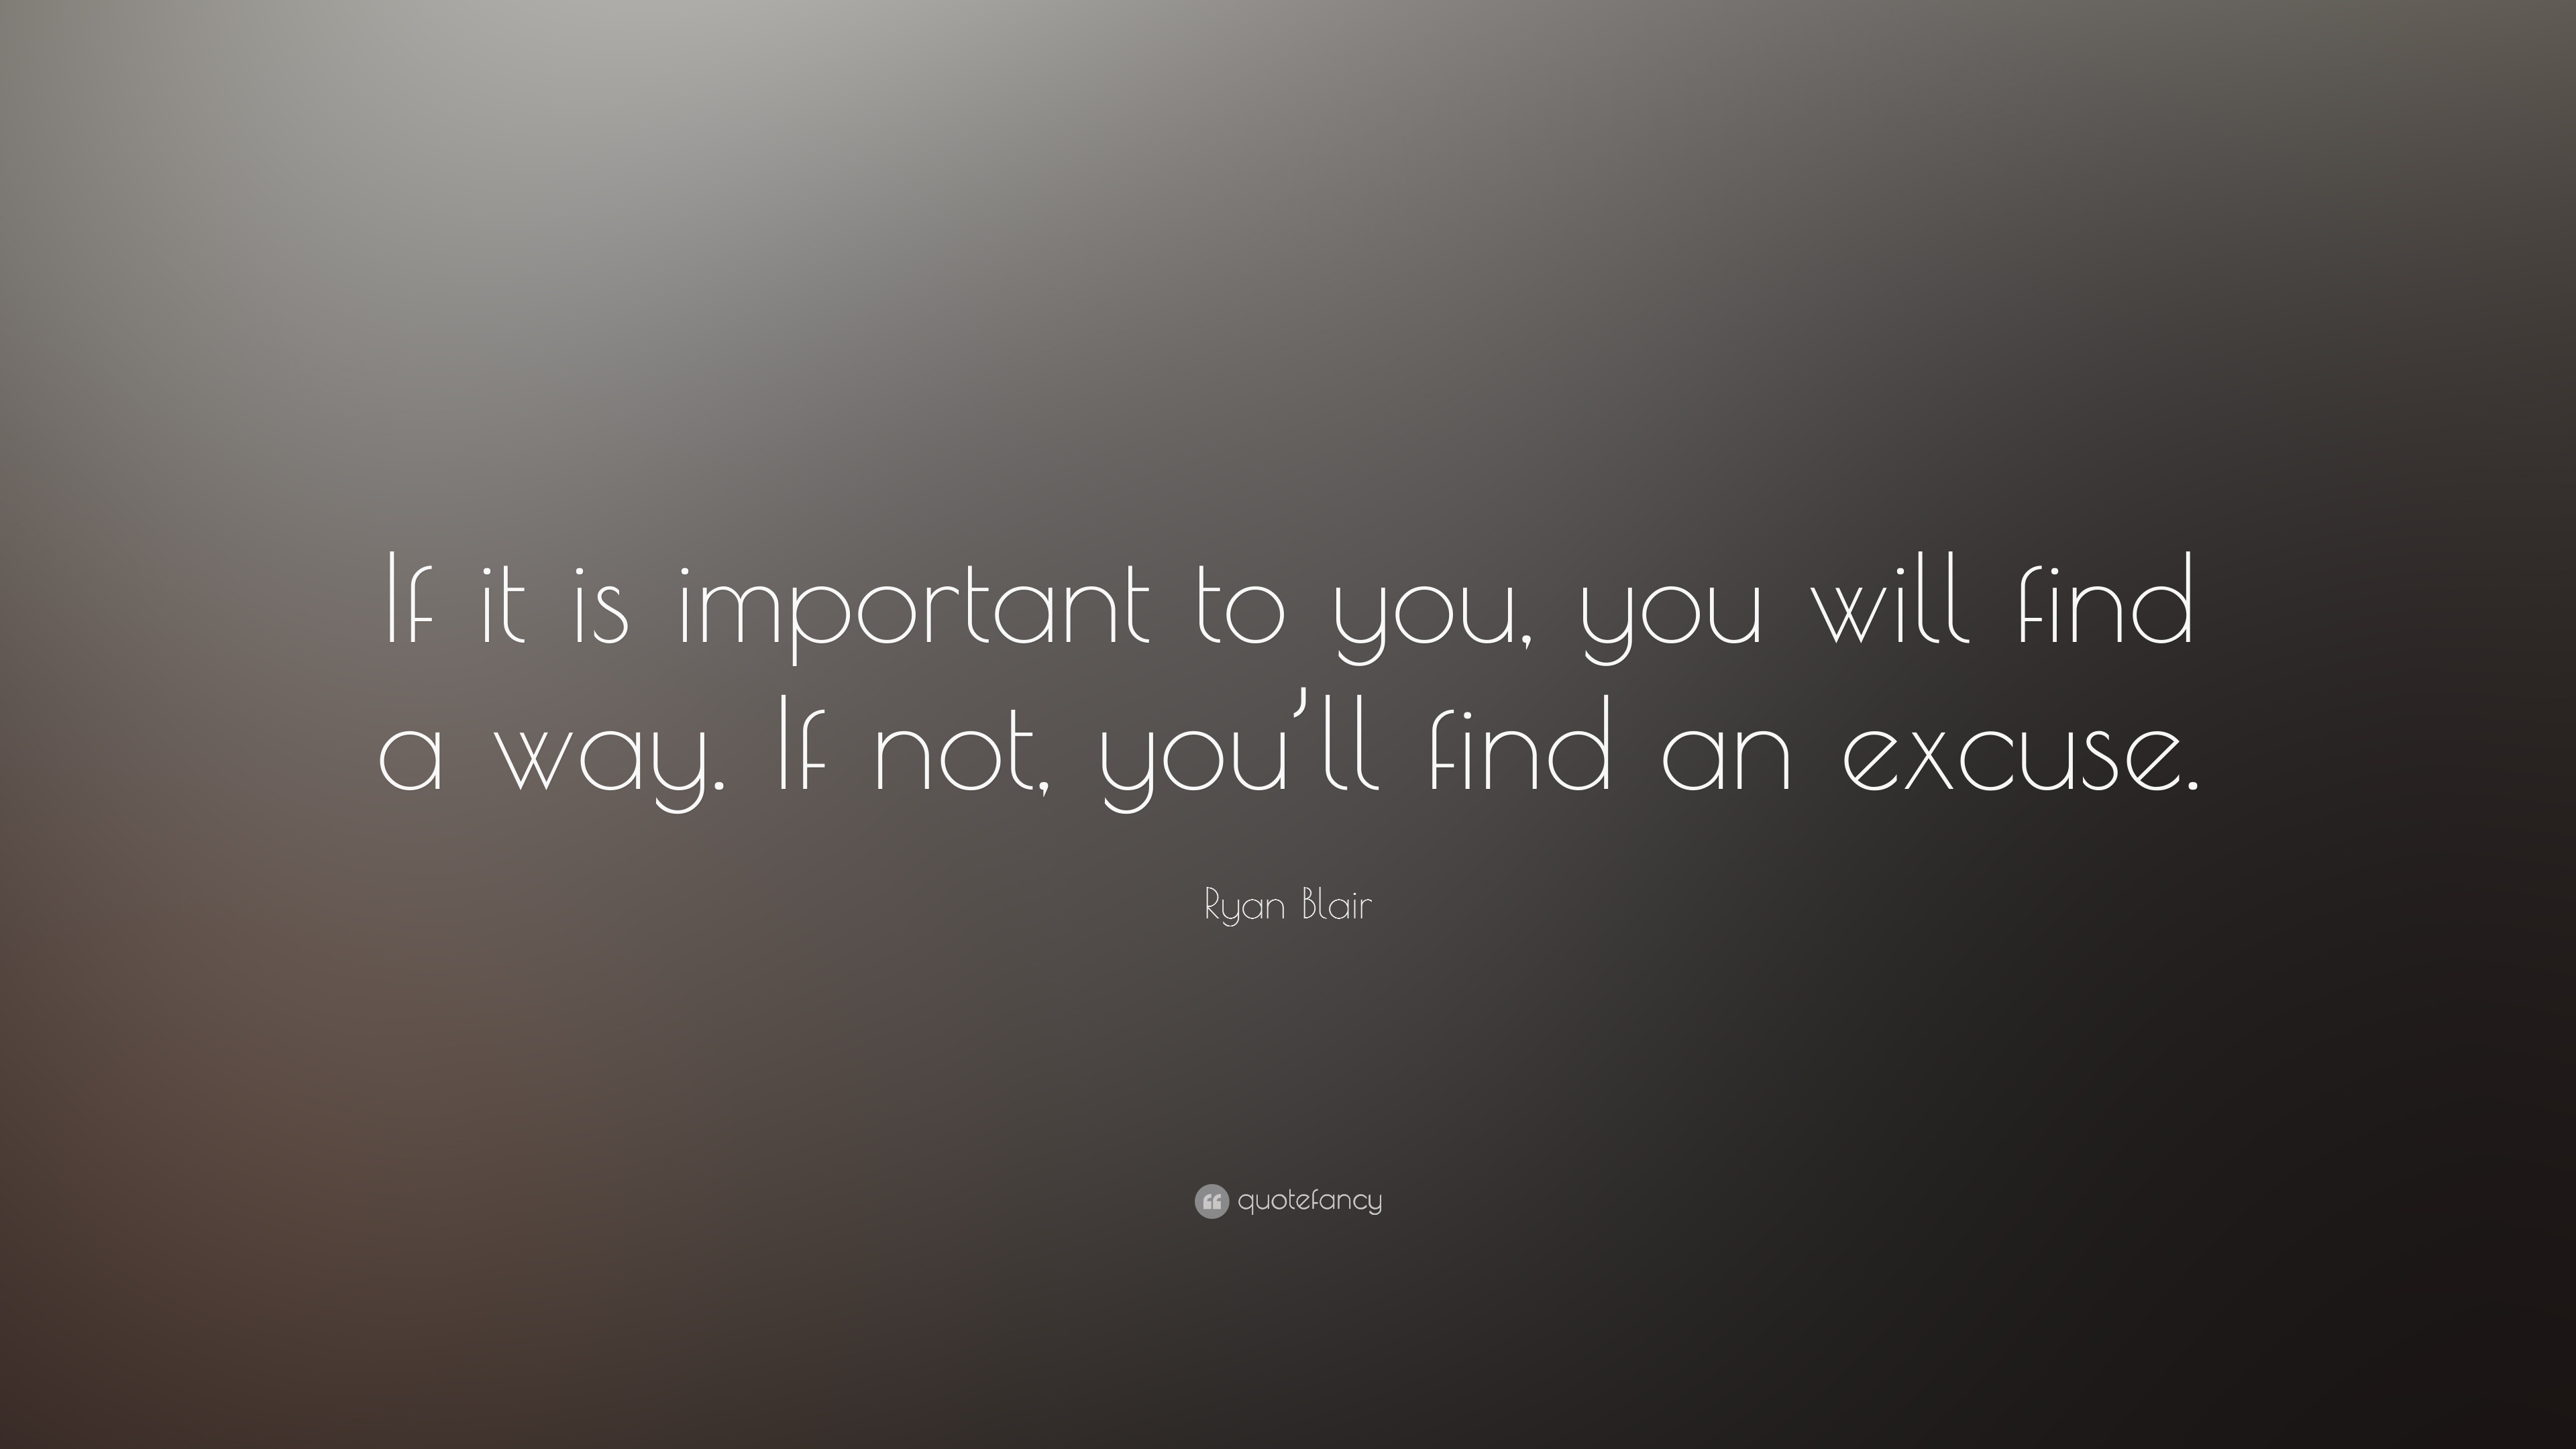 If it is important to you, you will find
a way. If not, you’ll find an excuse.
Ryan Blair
quotefancy